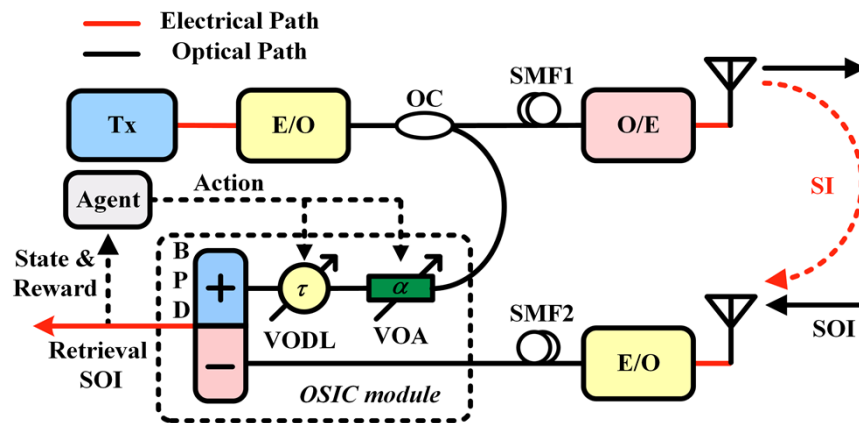 Electrical Path
Optical Path
SMF1
OC
Tx
E/O
O/E
Agent
Action
SI
State &
Reward
B
P
D
+
τ
α
VODL
VOA
SMF2
SOI
Retrieval
SOI
−
E/O
OSIC module